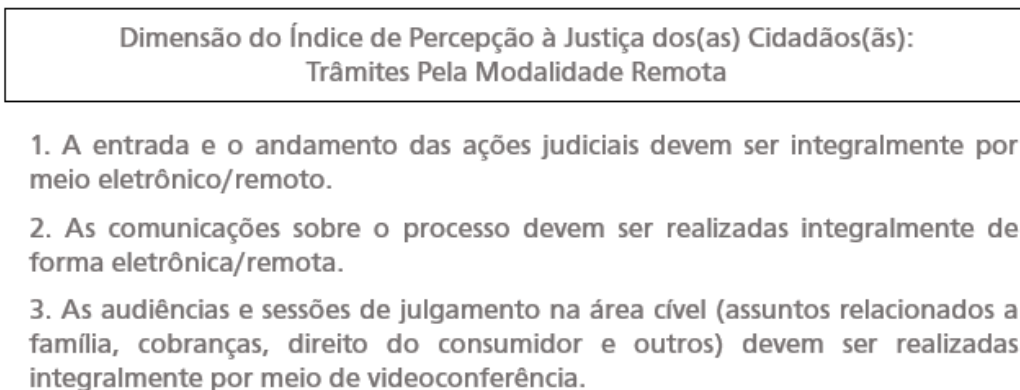 Dimensão do Índice de Percepção à Justiça dos(as) Cidadãos(ãs):
Trâmites Pela Modalidade Remota
1. A entrada e o andamento das ações judiciais devem ser integralmente por
meio eletrônico/remoto.
2. As comunicações sobre o processo devem ser realizadas integralmente de
forma eletrônica/remota.
3. As audiências e sessões de julgamento na área cível (assuntos relacionados a
família, cobranças, direito do consumidor e outros) devem ser realizadas
integralmente por meio de videoconferência.